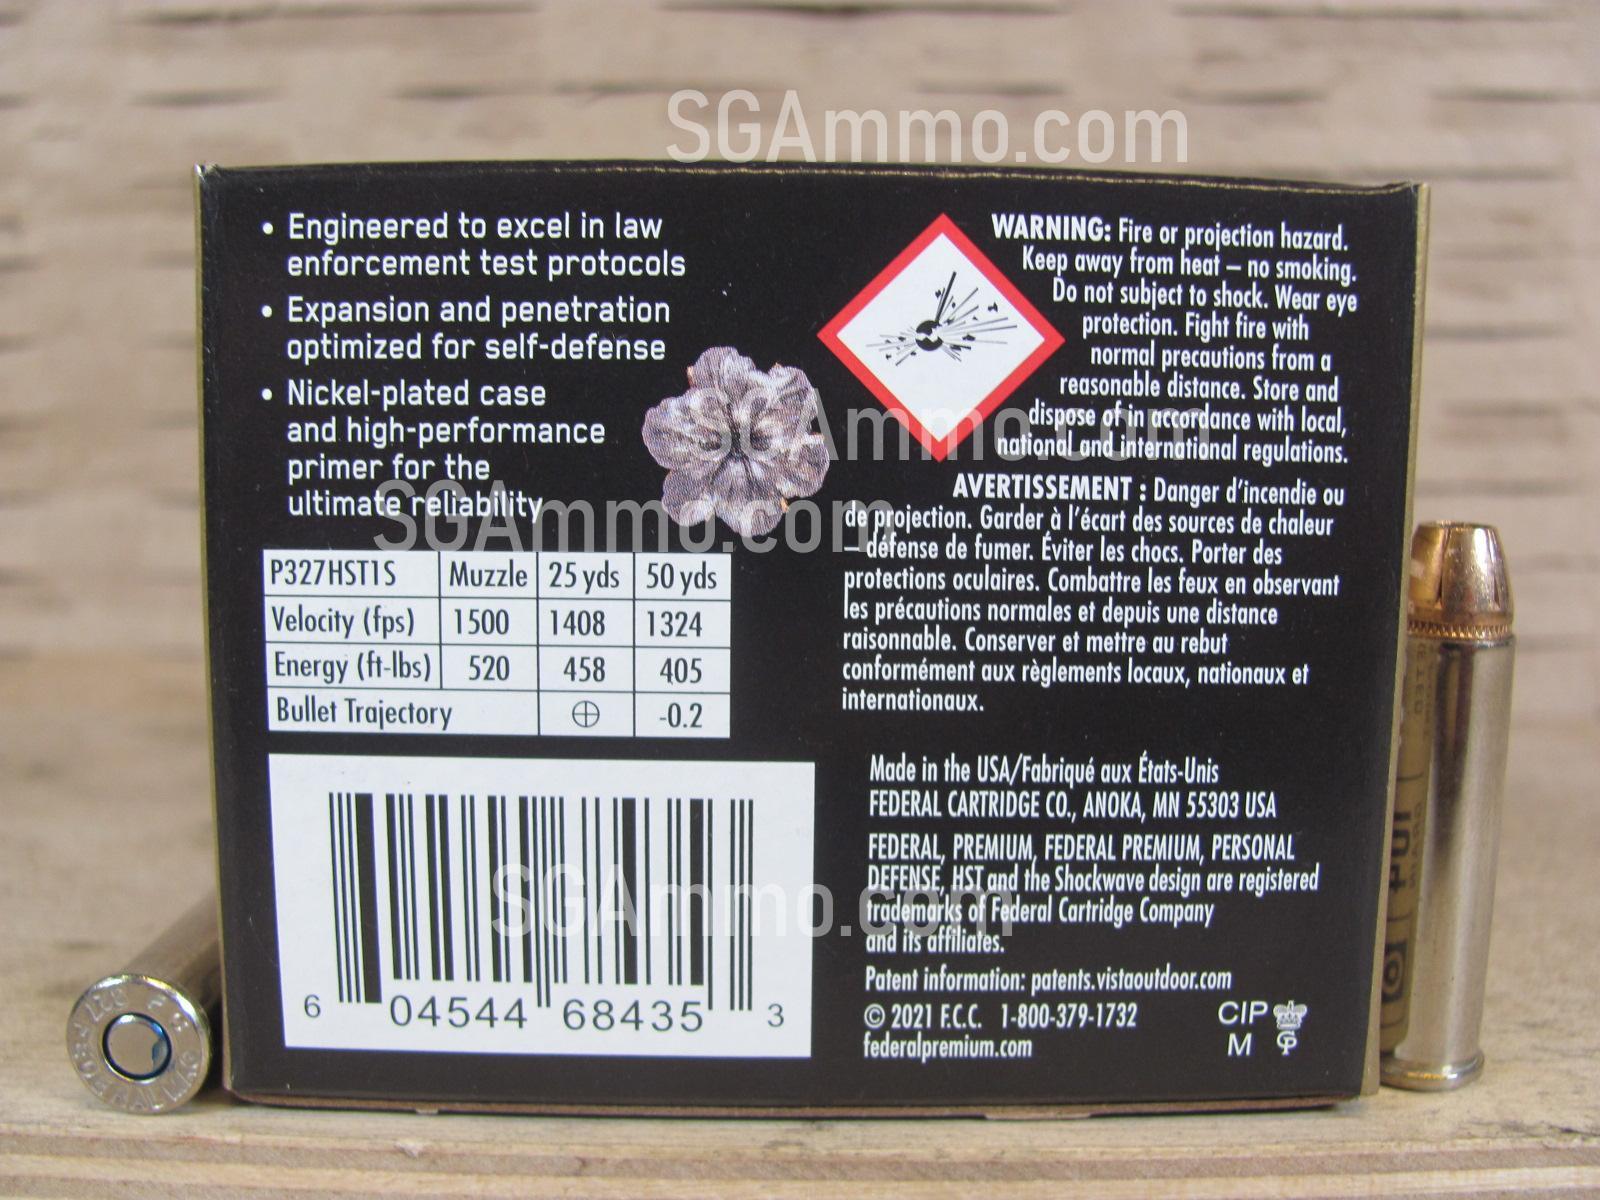 SGAmmo.com
• Engineered to excel in law
enforcement test protocols
• Expansion and penetration
optimized for self-defense
• Nickel-plated case
and high-performance
primer for the
ultimate reliability
WARNING: Fire or projection hazard.
Keep away from heat – no smoking.
Do not subject to shock. Wear eye
protection. Fight fire with
normal precautions from a
reasonable distance. Store and
dispose of in accordance with local,
national and international regulations.
SGAmmo.com
SGAmmo.com
AVERTISSEMENT : Danger d'incendie ou
de projection. Garder à l'écart des sources de chaleur
– défense de fumer. Éviter les chocs. Porter des
protections oculaires. Combattre les feux en observant
les précautions normales et depuis une distance
raisonnable. Conserver et mettre au rebut
conformément aux règlements locaux, nationaux et
internationaux.
P327HST1S Muzzle 25 yds 50 yds
Velocity (fps) 1500 1408 1324
Energy (ft-lbs) 520 458 405
Bullet Trajectory ⊕ -0.2
6 04544 68435 3
SGAmmo.com
Made in the USA/Fabriqué aux États-Unis
FEDERAL CARTRIDGE CO., ANOKA, MN 55303 USA
FEDERAL, PREMIUM, FEDERAL PREMIUM, PERSONAL
DEFENSE, HST and the Shockwave design are registered
trademarks of Federal Cartridge Company
and its affiliates.
Patent information: patents.vistaoutdoor.com
© 2021 F.C.C. 1-800-379-1732
federalpremium.com
CIP
M
F.C.
327 FEDERAL MAG